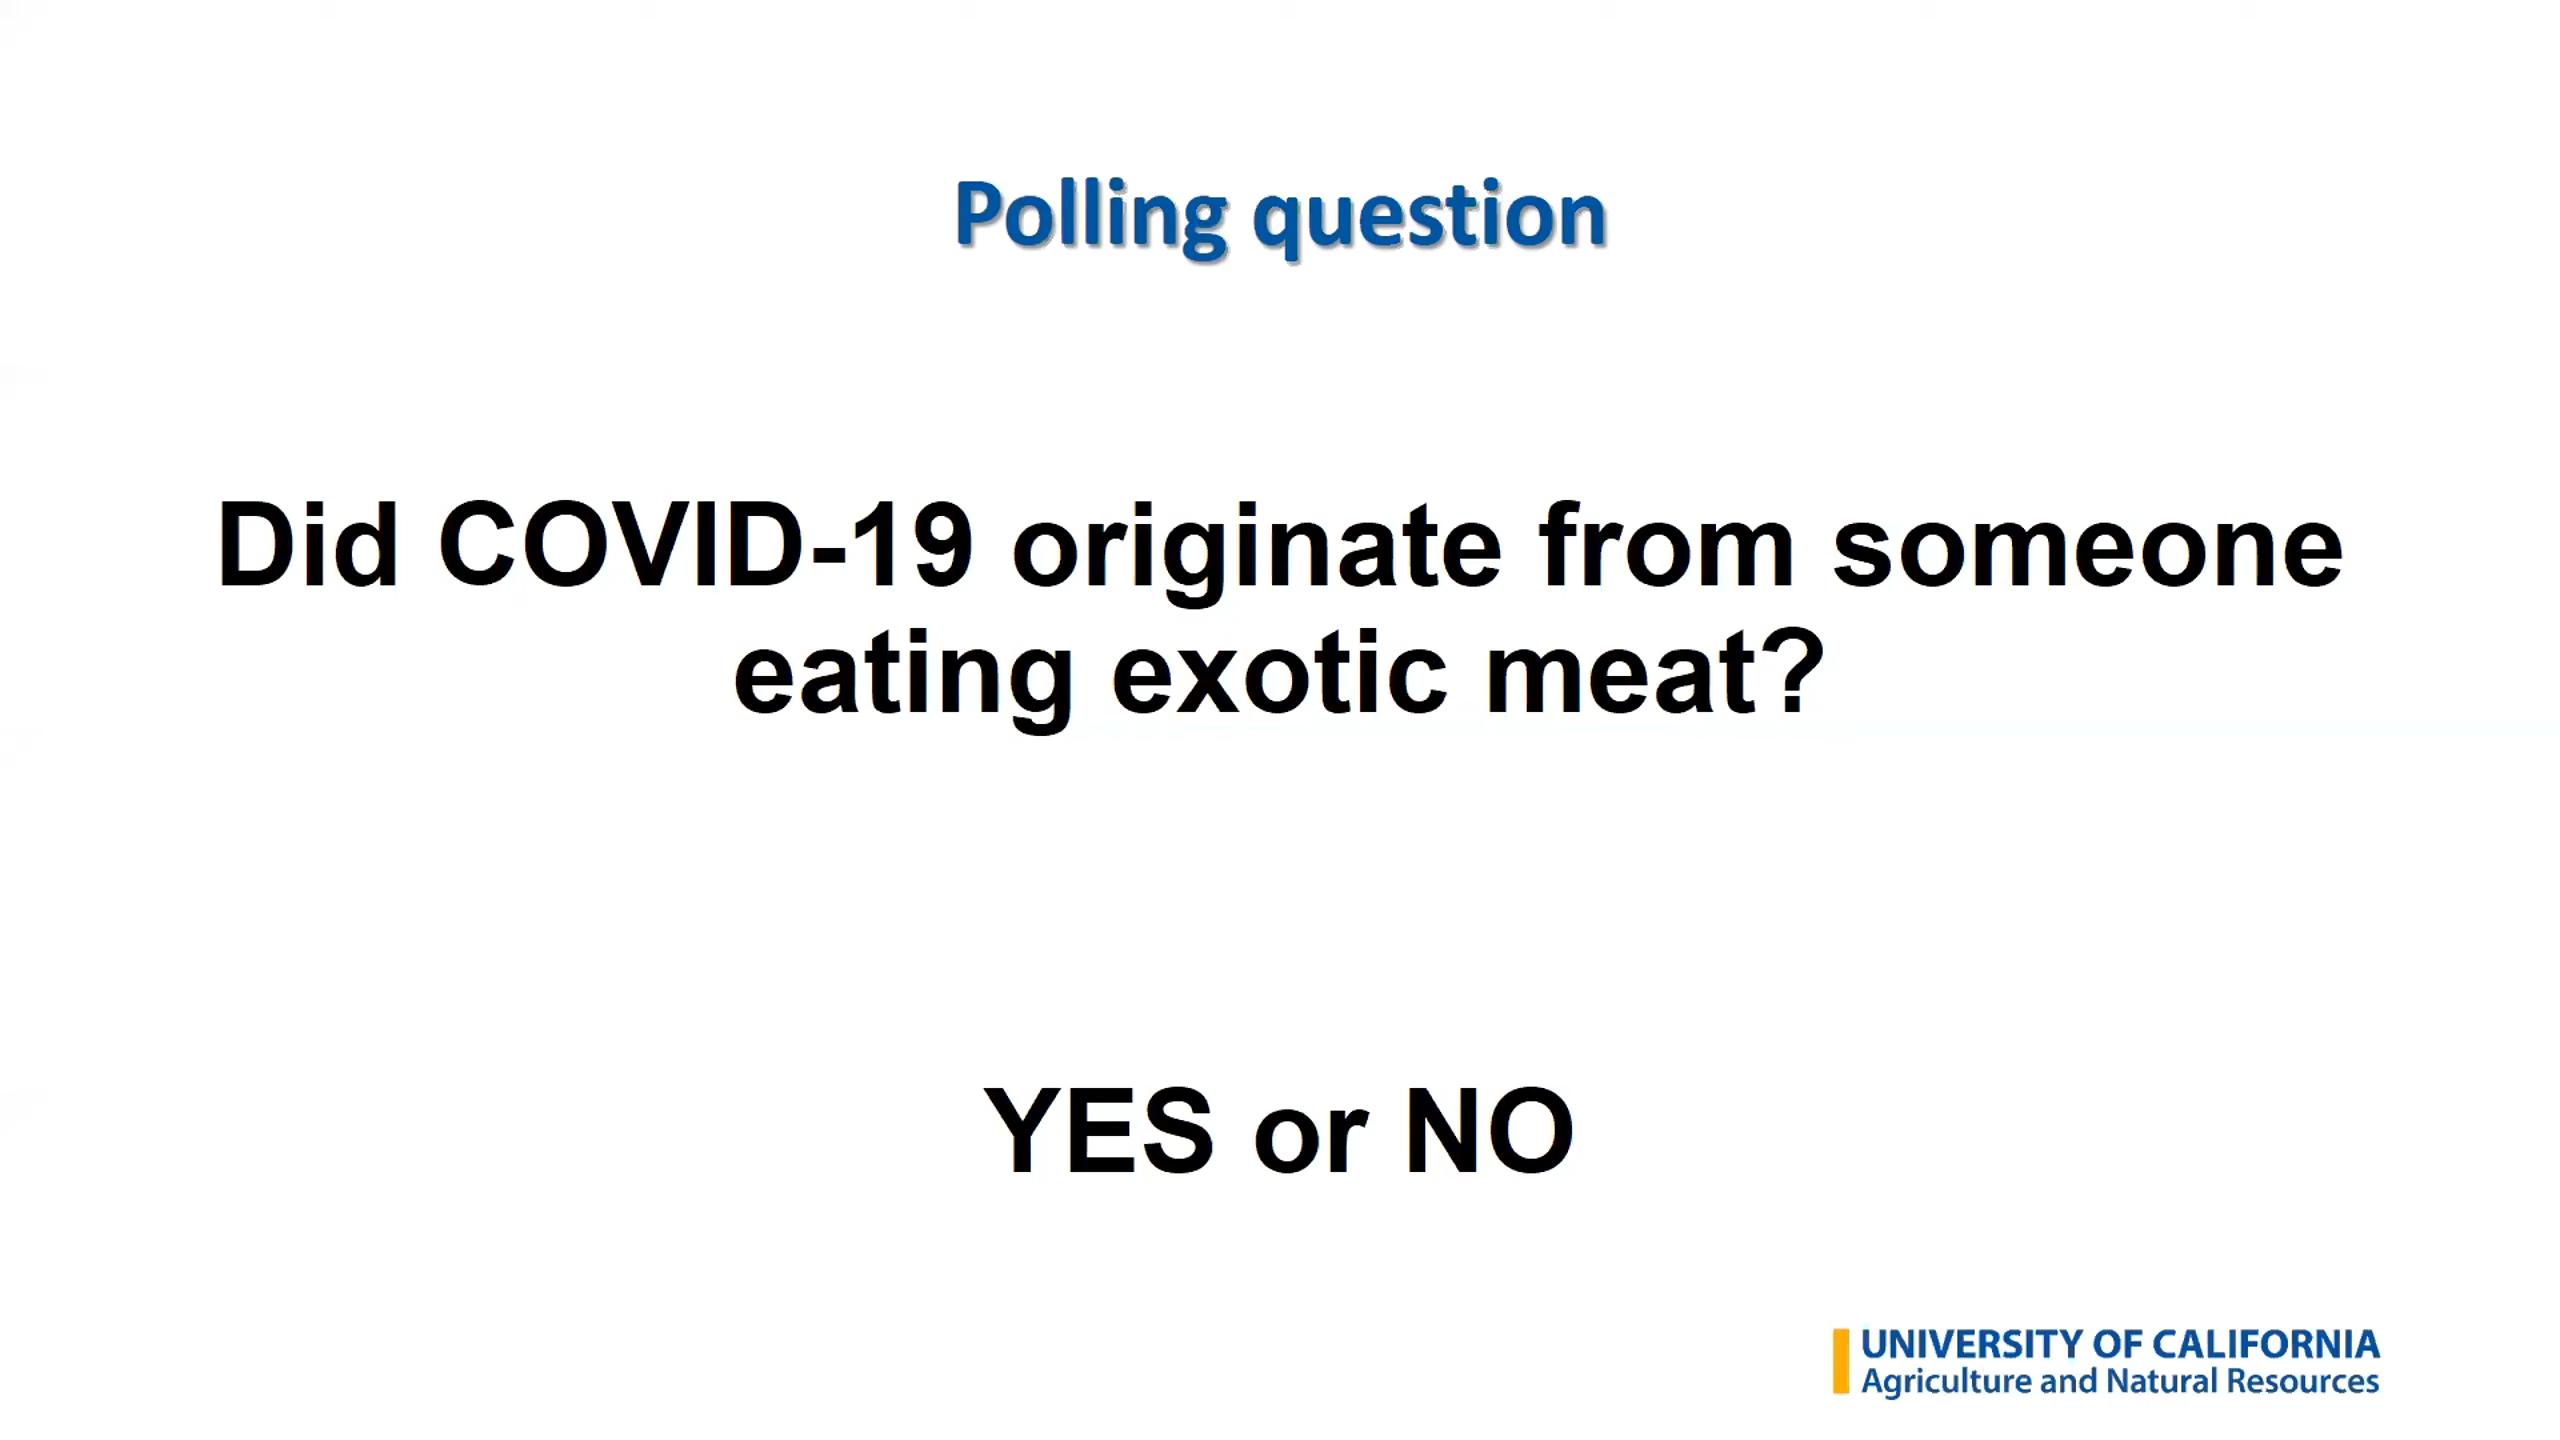 Polling question
Did COVID-19 originate from someone
eating exotic meat?
YES or NO
UNIVERSITY OF CALIFORNIA
Agriculture and Natural Resources